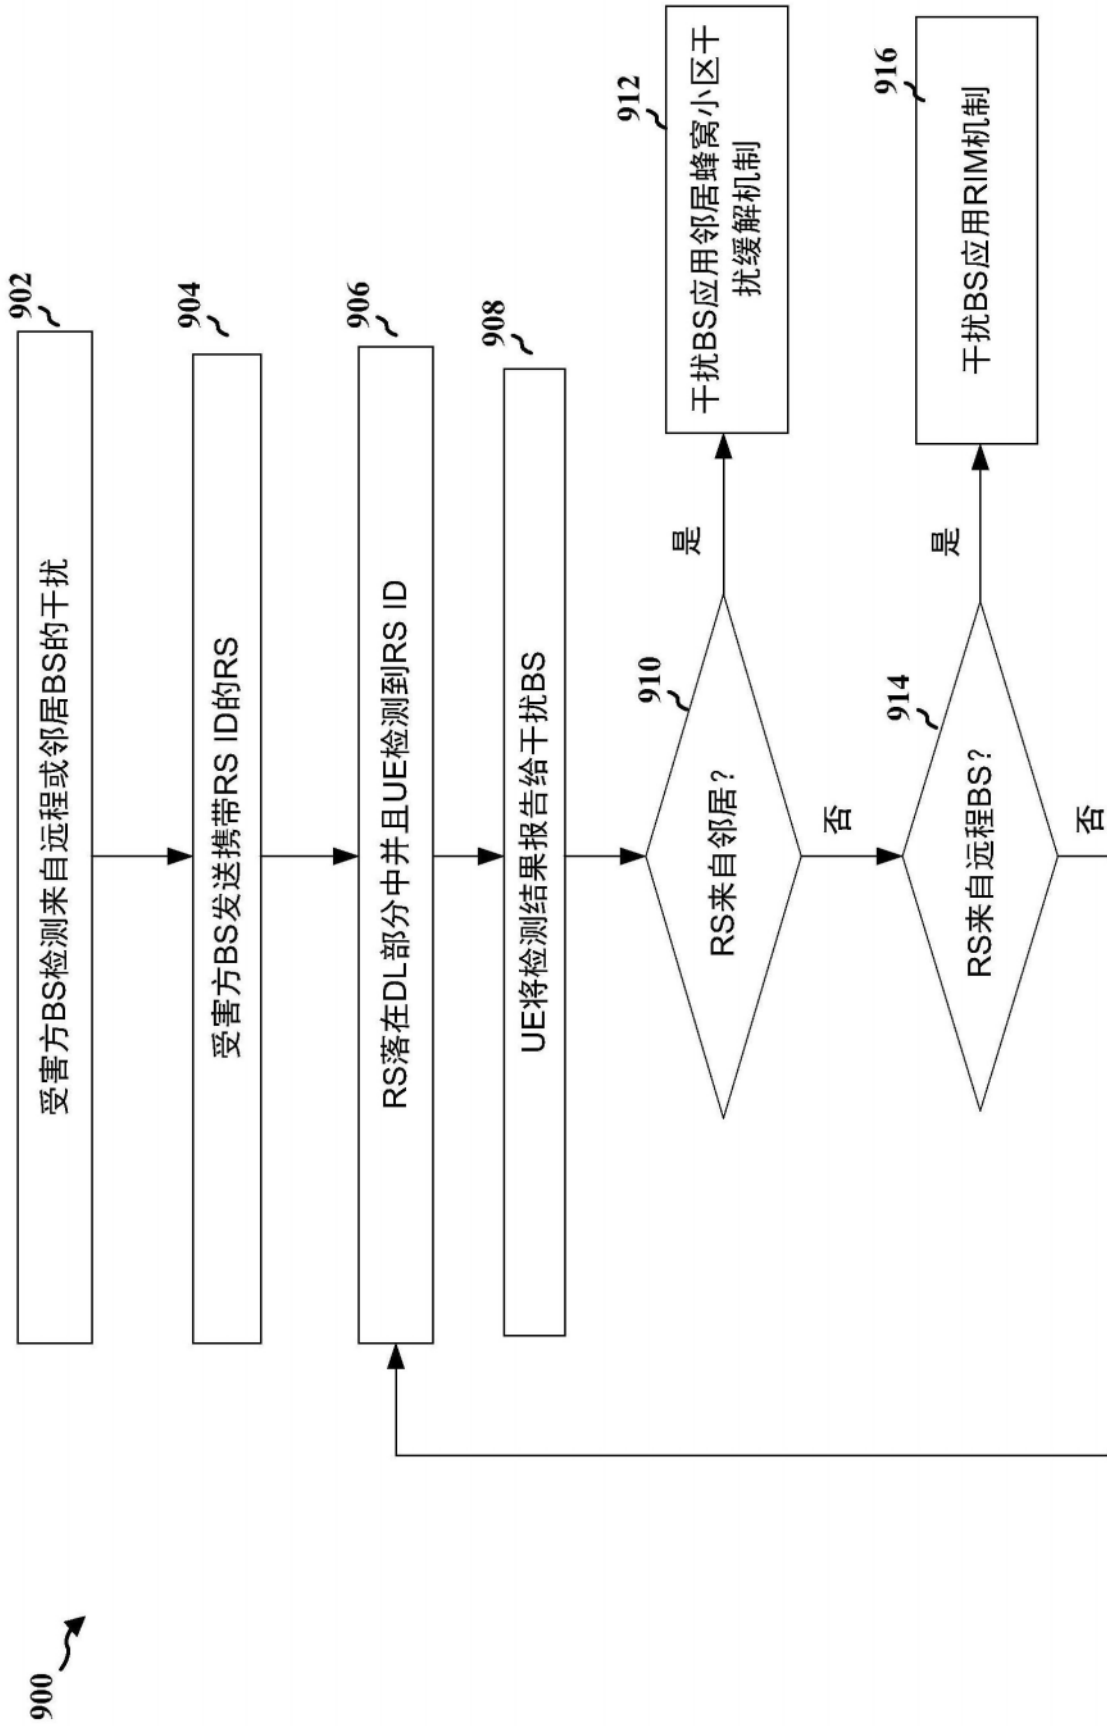 900
902
受害方BS检测来自远程或邻居BS的干扰
904
受害方BS发送携带RS ID的RS
906
RS落在DL部分中并且UE检测到RS ID
908
UE将检测结果报告给干扰BS
910
RS来自邻居？
是
912
干扰BS应用邻居蜂窝小区干
扰缓解机制
否
914
RS来自远程BS？
是
916
干扰BS应用RIM机制
否